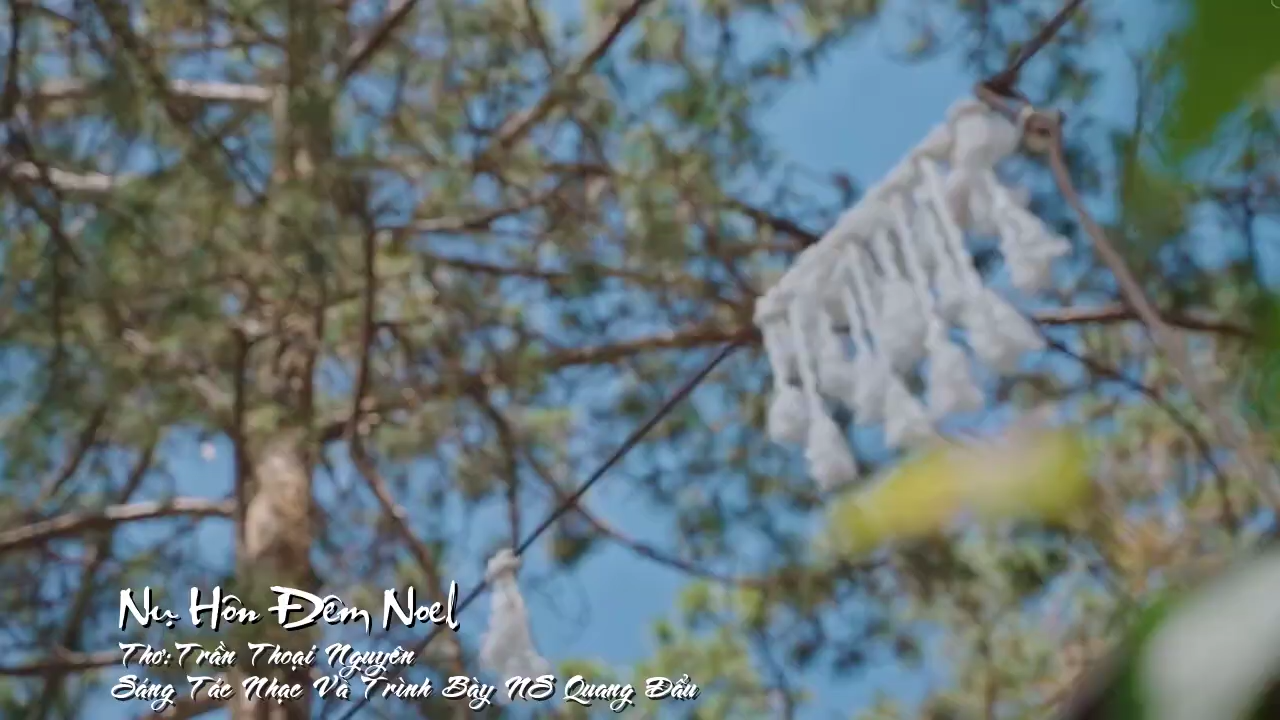 Nụ Hôn Đêm Noel
Thơ: Trần Thoại Nguyên
Sáng Tác Nhạc Và Trình Bày NS Quang Đẩu